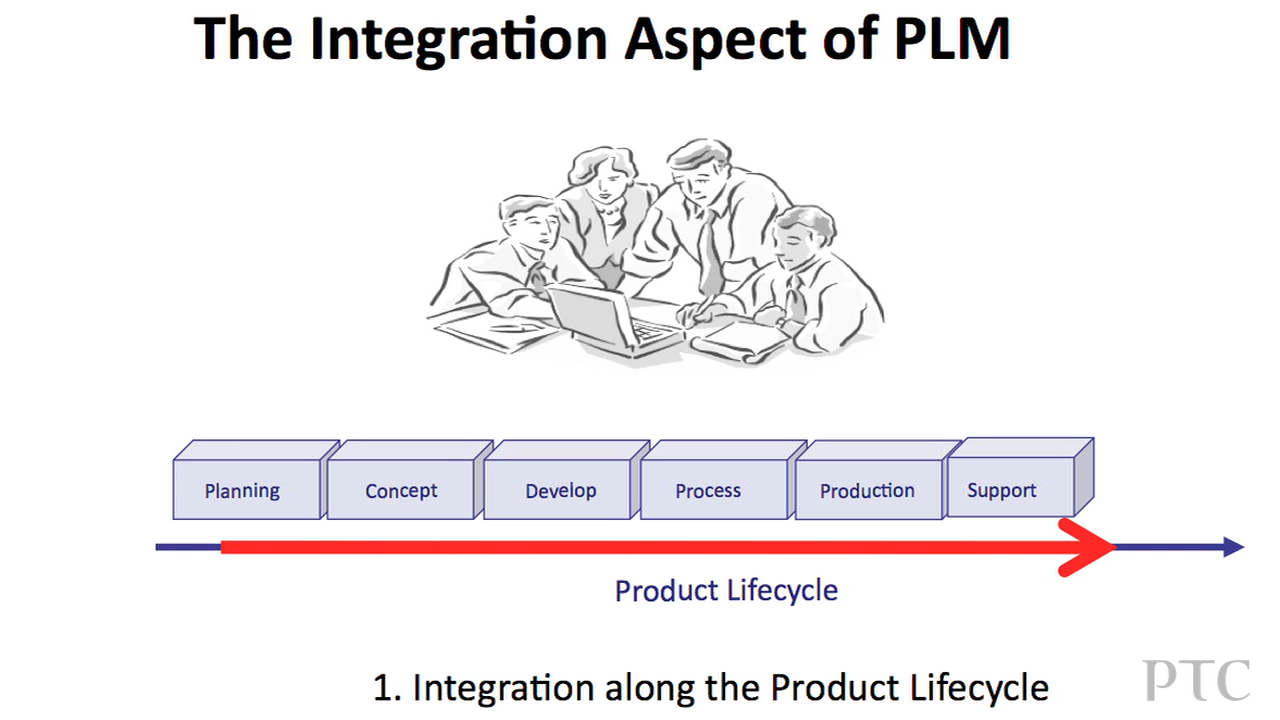 The Integration Aspect of PLM
Planning
Concept
Develop
Process
Production
Support
Product Lifecycle
1. Integration along the Product Lifecycle
PTC